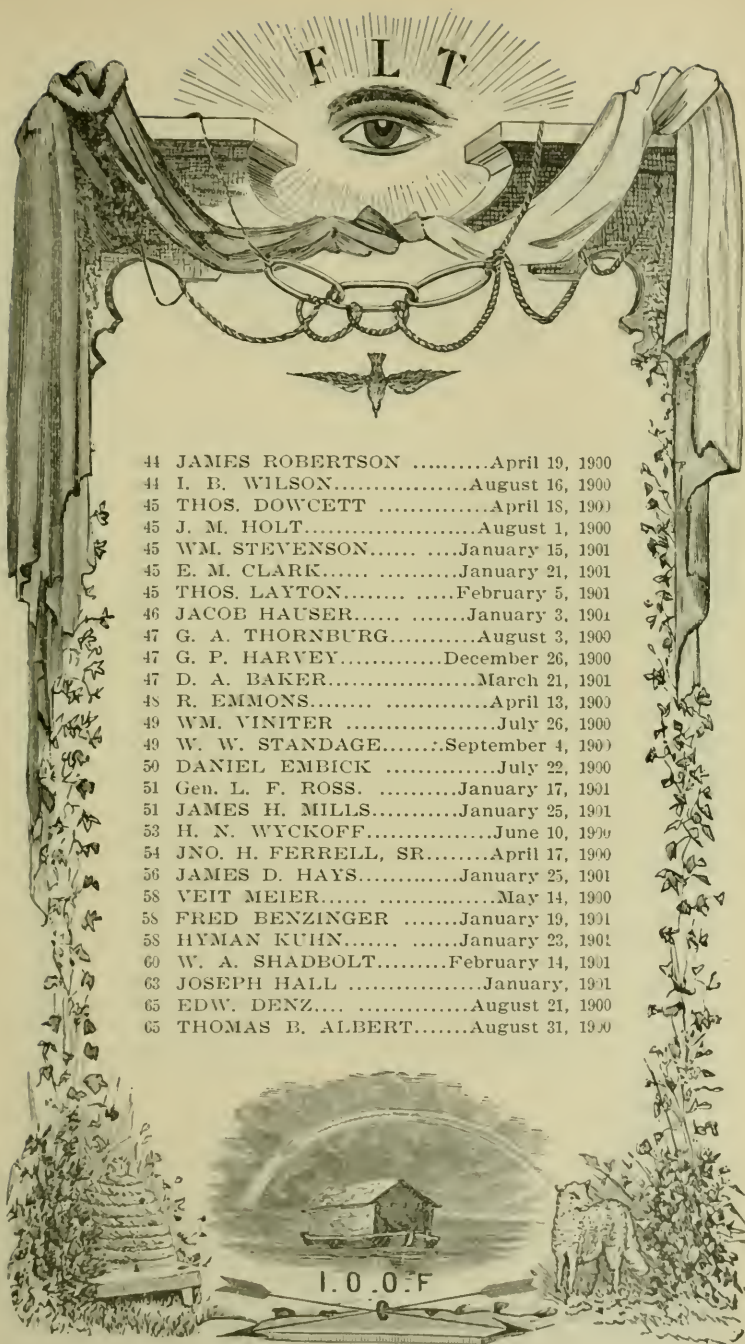 F L T
44 JAMES ROBERTSON ..........April 19, 1900
44 I. B. WILSON.................August 16, 1900
45 THOS. DOWCETT ..............April 18, 1900
45 J. M. HOLT......................August 1, 1900
45 WM. STEVENSON...... .........January 15, 1901
45 E. M. CLARK...... ...........January 21, 1901
45 THOS. LAYTON........ .....February 5, 1901
46 JACOB HAUSER...... .......January 3, 1901
47 G. A. THORNBURG...........August 3, 1900
47 G. P. HARVEY.............December 26, 1900
47 D. A. BAKER...................March 21, 1901
48 R. EMMONS........ .............April 13, 1900
49 WM. VINITER ...................July 26, 1900
49 W. W. STANDAGE.......September 4, 1900
50 DANIEL EMBICK ..............July 22, 1900
51 Gen. L. F. ROSS. ..........January 17, 1901
51 JAMES H. MILLS...........January 25, 1901
53 H. N. WYCKOFF................June 10, 1900
54 JNO. H. FERRELL, SR........April 17, 1900
56 JAMES D. HAYS.............January 25, 1901
58 VEIT MEIER....... .............May 14, 1900
58 FRED BENZINGER .......January 19, 1901
58 HYMAN KUHN....... .......January 23, 1901
60 W. A. SHADBOLT.........February 14, 1901
63 JOSEPH HALL .................January, 1901
65 EDW. DENZ.... ...............August 21, 1900
65 THOMAS B. ALBERT.......August 31, 1900
I.O.O.F